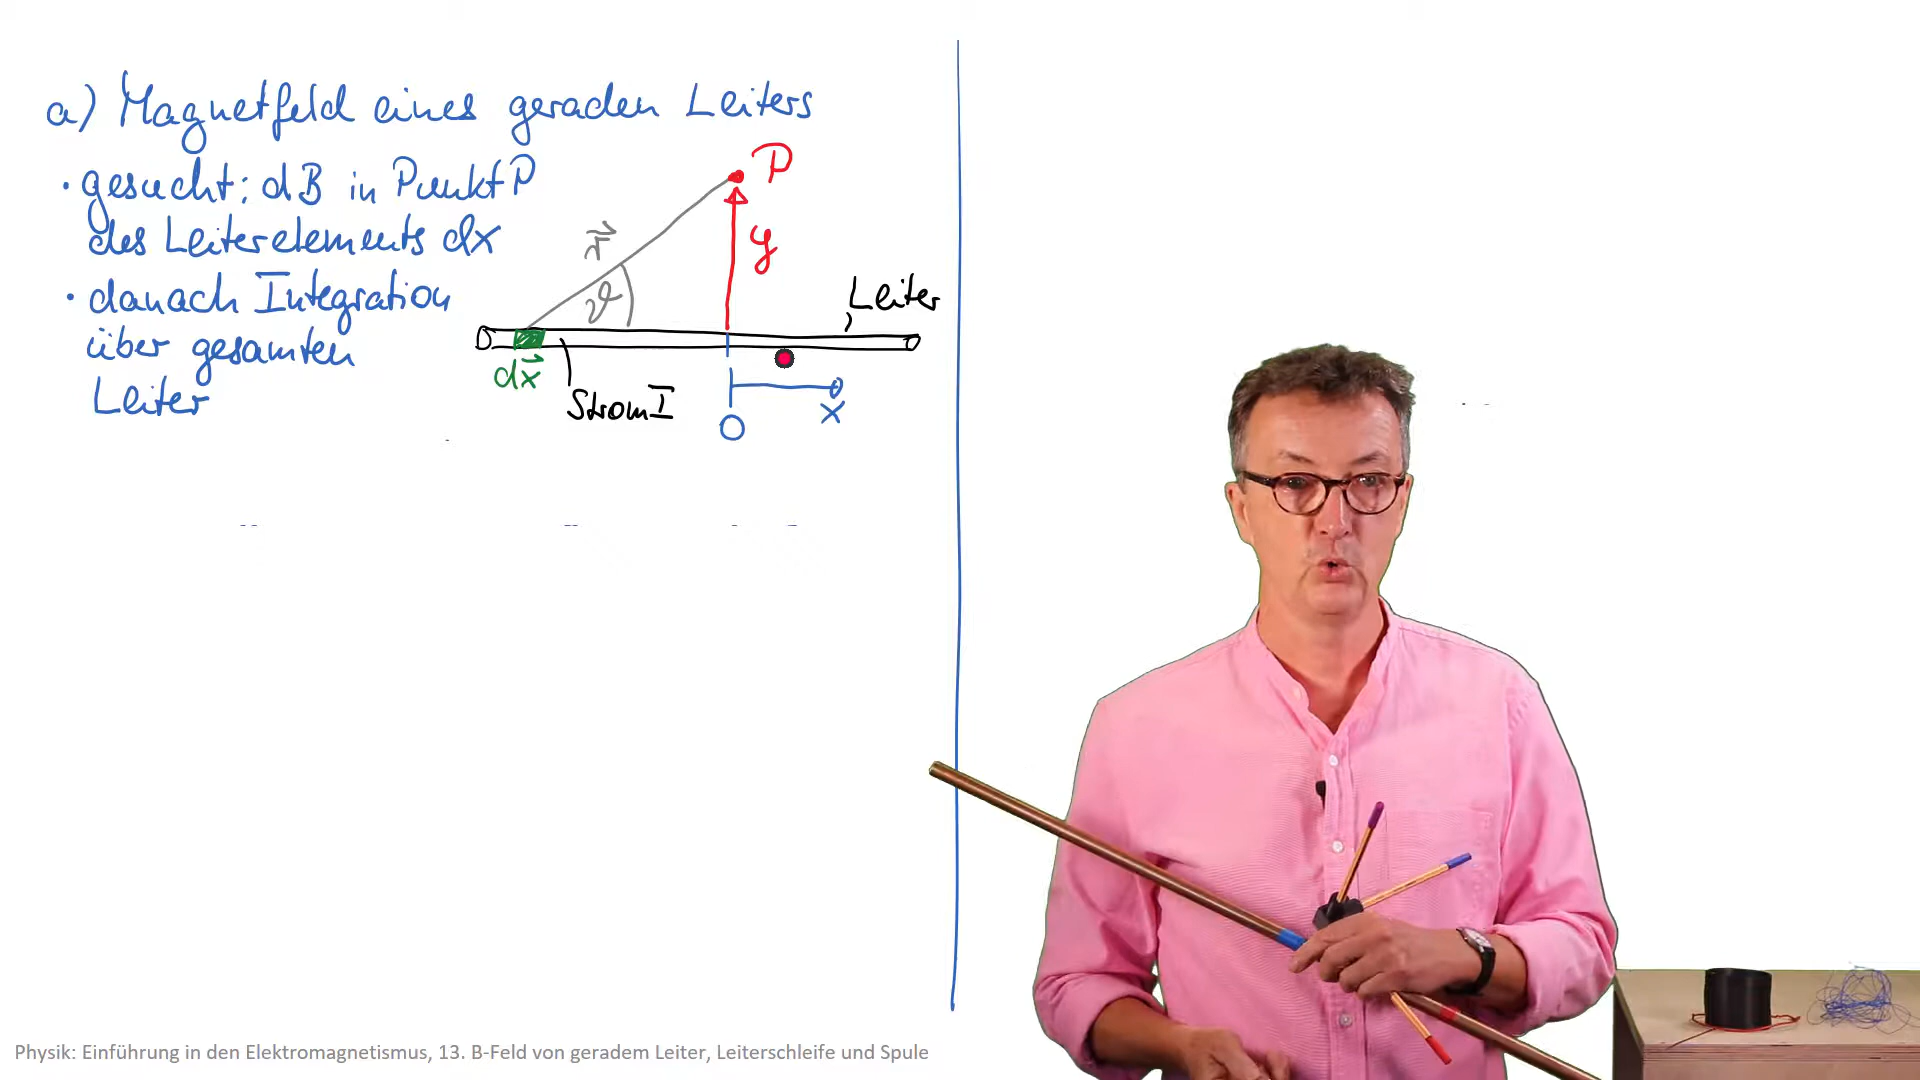 a) Magnetfeld eines geraden Leiters
• gesucht: dB in Punkt P
des Leiterelements dx
• danach Integration
über gesamten
Leiter
P
r⃗
y
ϑ
Leiter
dx⃗
Strom I
x
0
Physik: Einführung in den Elektromagnetismus, 13. B-Feld von geradem Leiter, Leiterschleife und Spule